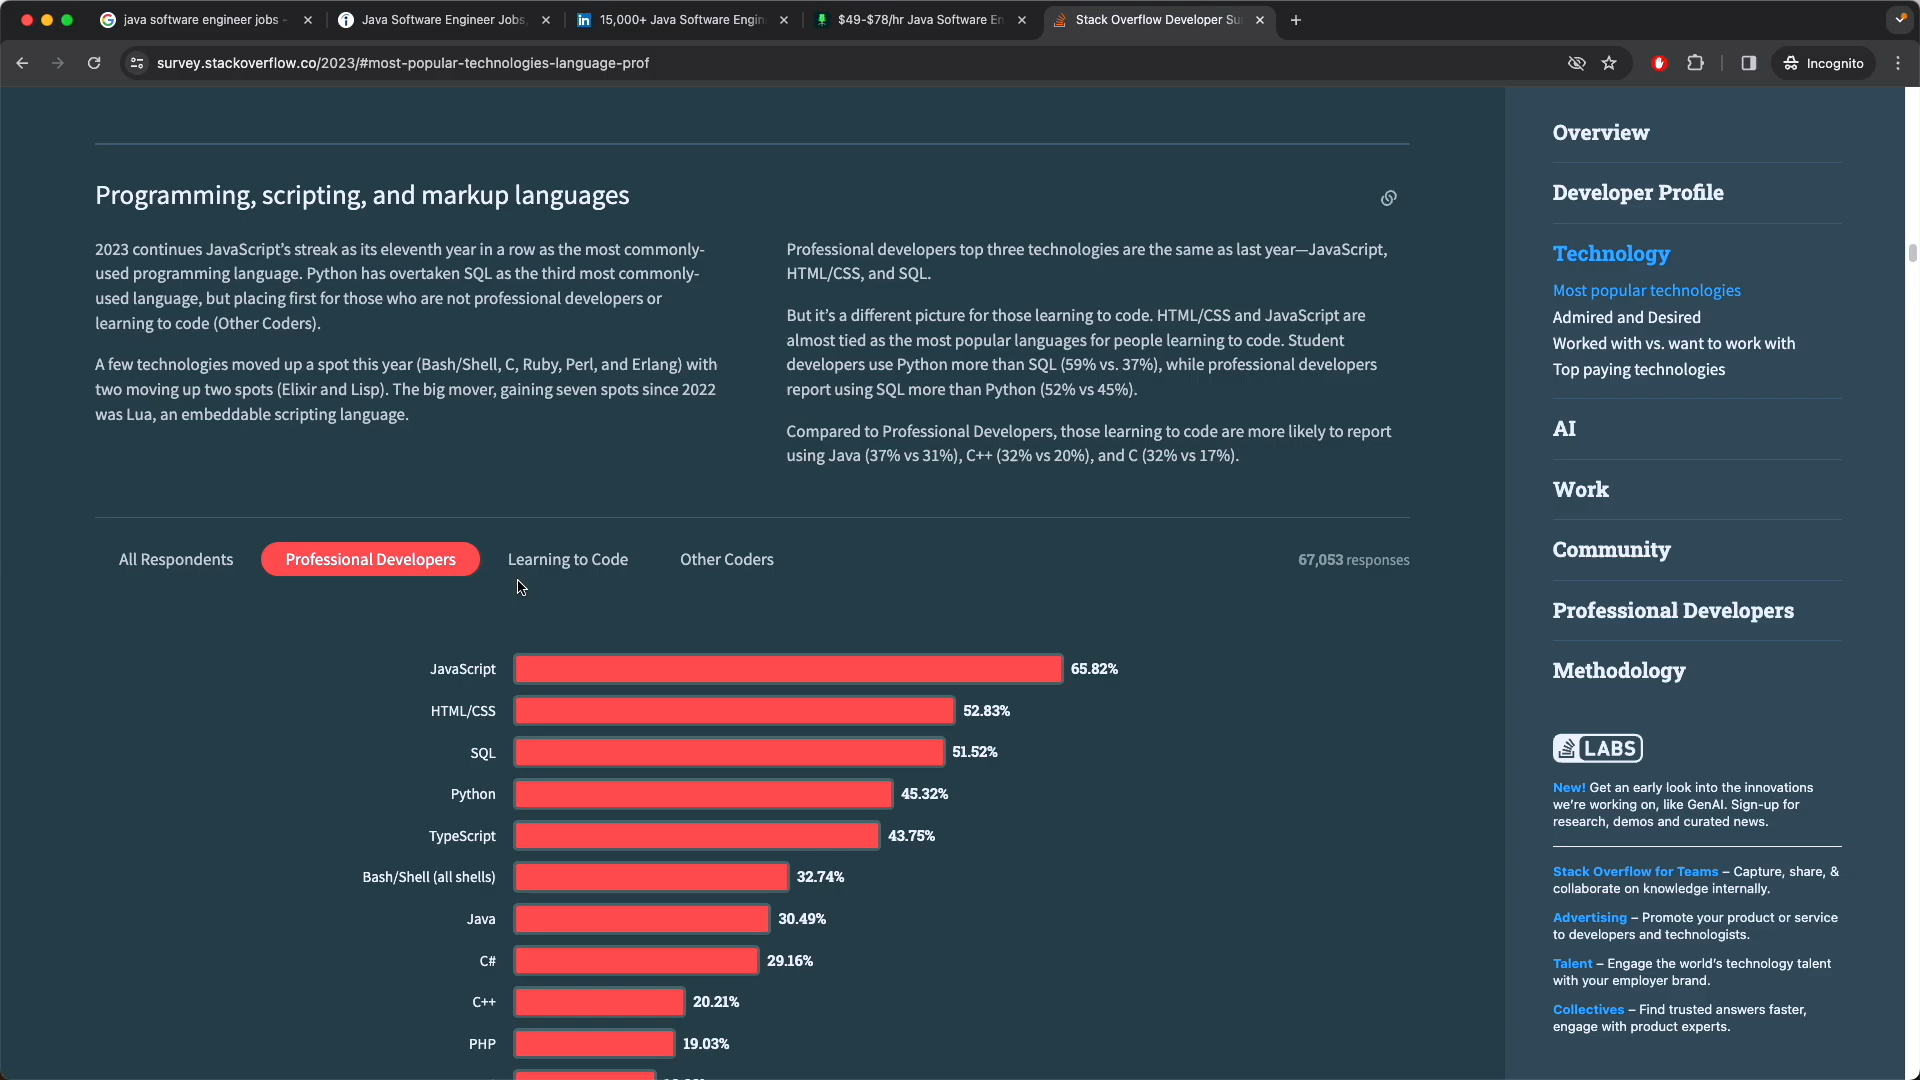 java software engineer jobs -
Java Software Engineer Jobs,
15,000+ Java Software Engin
$49-$78/hr Java Software En
Stack Overflow Developer Su
survey.stackoverflow.co/2023/#most-popular-technologies-language-prof
Incognito
Programming, scripting, and markup languages
2023 continues JavaScript’s streak as its eleventh year in a row as the most commonly-
used programming language. Python has overtaken SQL as the third most commonly-
used language, but placing first for those who are not professional developers or
learning to code (Other Coders).
A few technologies moved up a spot this year (Bash/Shell, C, Ruby, Perl, and Erlang) with
two moving up two spots (Elixir and Lisp). The big mover, gaining seven spots since 2022
was Lua, an embeddable scripting language.
Professional developers top three technologies are the same as last year—JavaScript,
HTML/CSS, and SQL.
But it’s a different picture for those learning to code. HTML/CSS and JavaScript are
almost tied as the most popular languages for people learning to code. Student
developers use Python more than SQL (59% vs. 37%), while professional developers
report using SQL more than Python (52% vs 45%).
Compared to Professional Developers, those learning to code are more likely to report
using Java (37% vs 31%), C++ (32% vs 20%), and C (32% vs 17%).
All Respondents
Professional Developers
Learning to Code
Other Coders
67,053 responses
JavaScript 65.82%
HTML/CSS 52.83%
SQL 51.52%
Python 45.32%
TypeScript 43.75%
Bash/Shell (all shells) 32.74%
Java 30.49%
C# 29.16%
C++ 20.21%
PHP 19.03%
Overview
Developer Profile
Technology
Most popular technologies
Admired and Desired
Worked with vs. want to work with
Top paying technologies
AI
Work
Community
Professional Developers
Methodology
LABS
New! Get an early look into the innovations
we’re working on, like GenAI. Sign-up for
research, demos and curated news.
Stack Overflow for Teams – Capture, share, &
collaborate on knowledge internally.
Advertising – Promote your product or service
to developers and technologists.
Talent – Engage the world’s technology talent
with your employer brand.
Collectives – Find trusted answers faster,
engage with product experts.